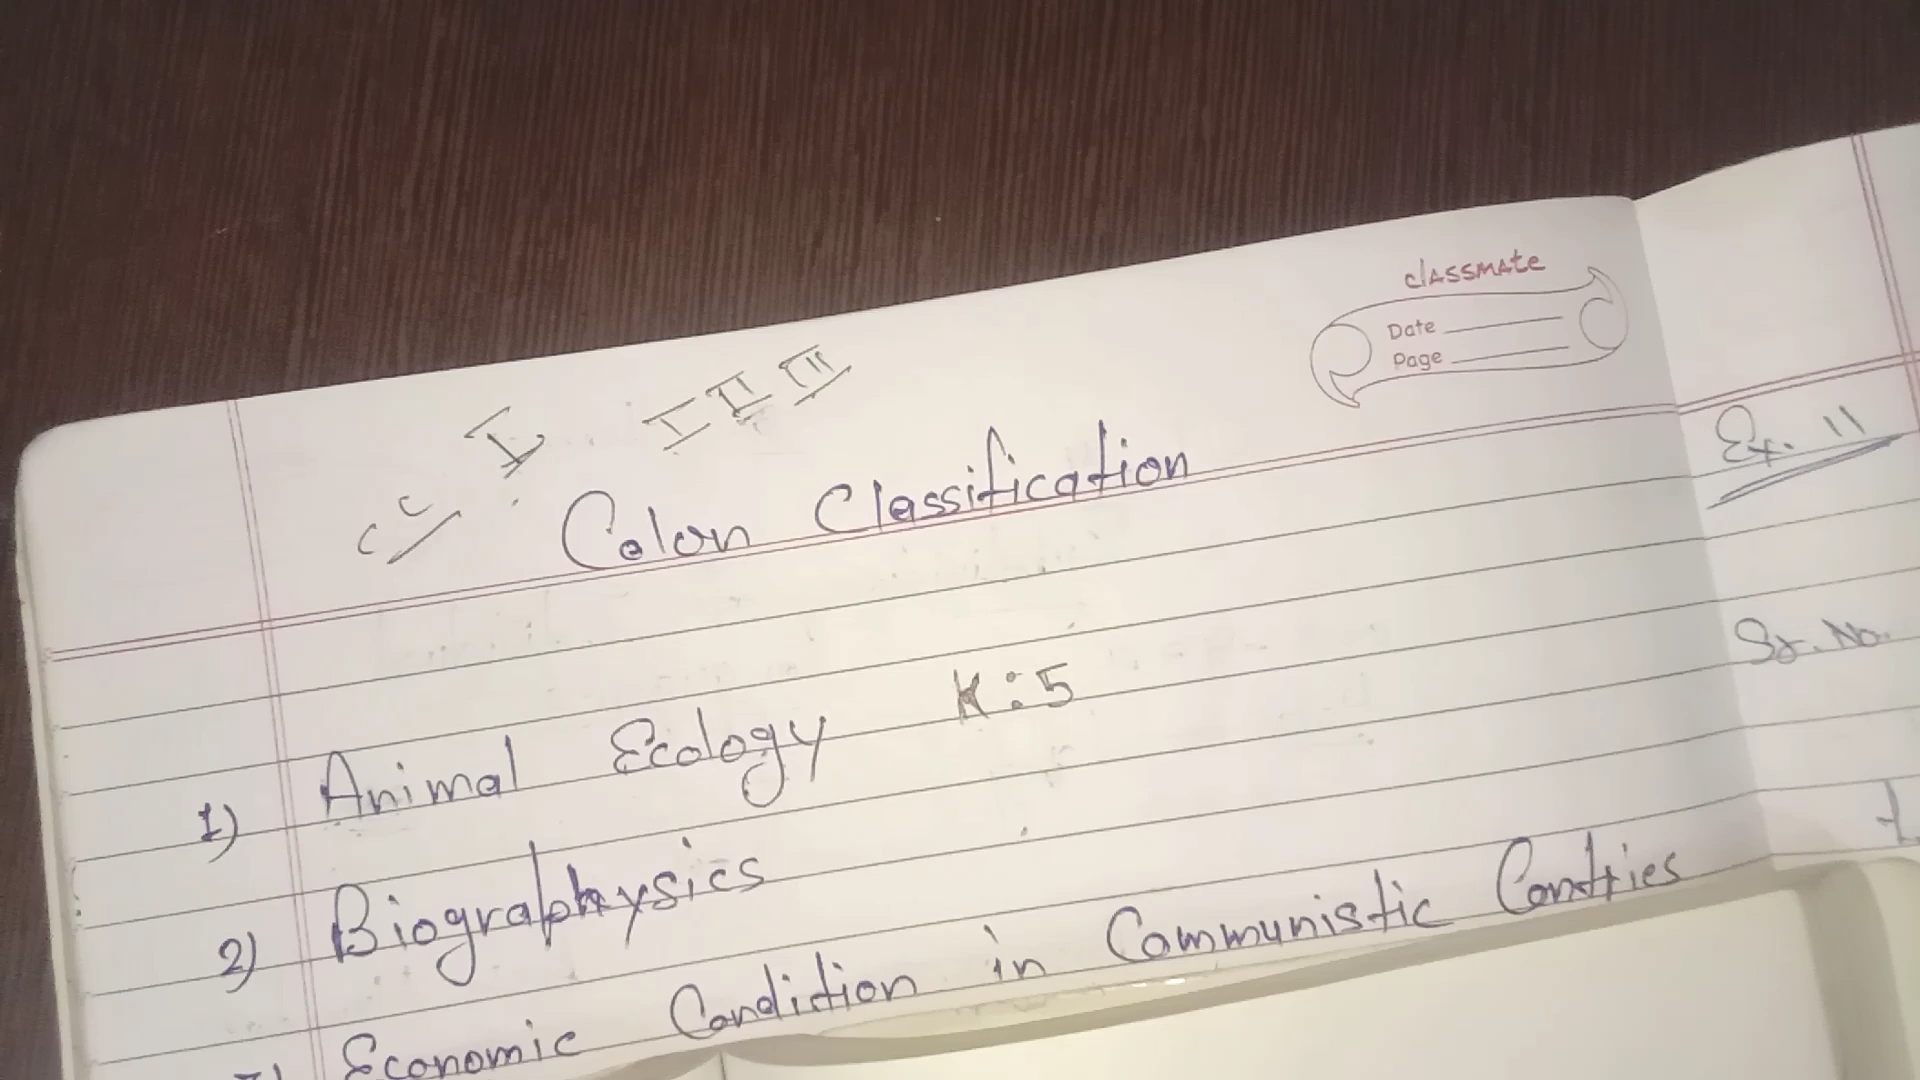 classmate
Date
Page
CC I I II III
Colon Classification
1) Animal Ecology K:5
2) Biographysics
Economic Condition in Communistic Contries
Ex. 11
Sr. No.